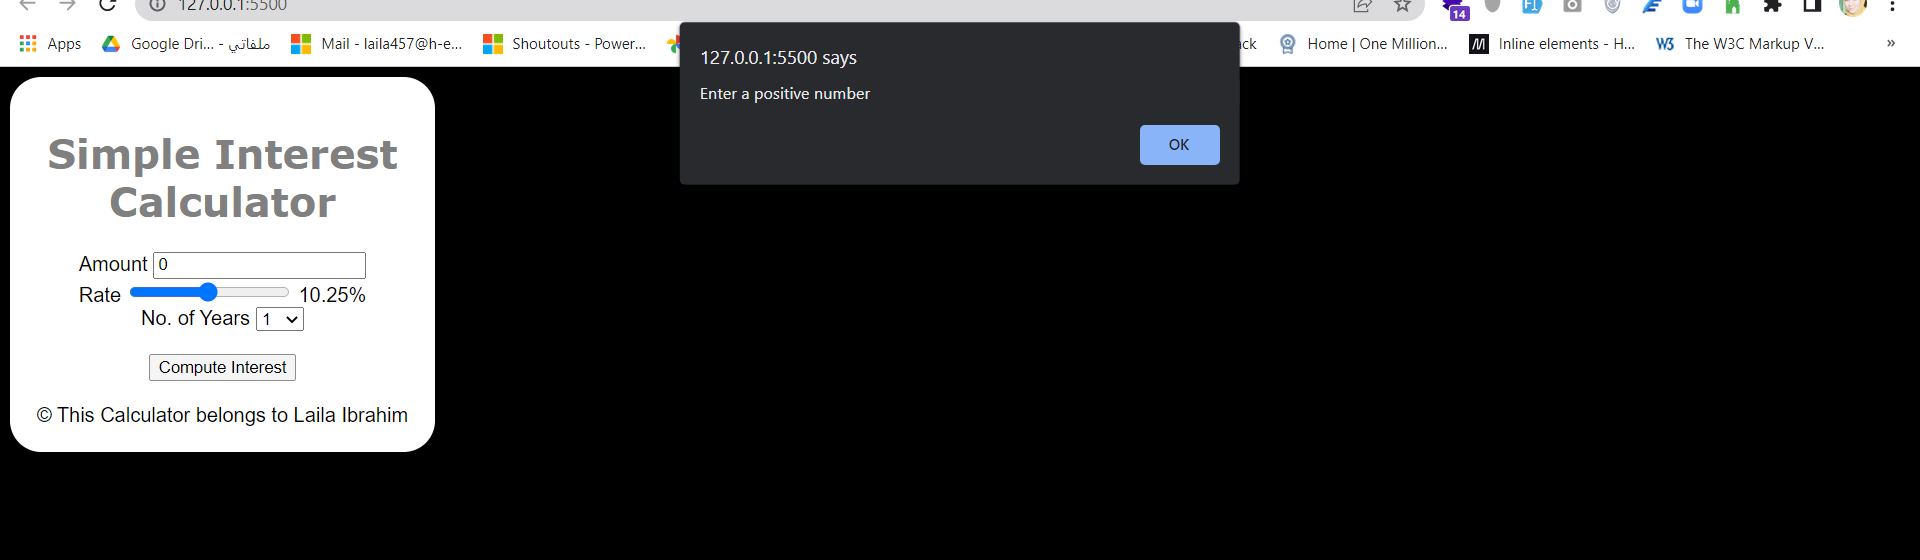 127.0.0.1:5500
14
Apps
Google Dri... - ملفاتي
Mail - laila457@h-e...
Shoutouts - Power...
ck
Home | One Million...
M
Inline elements - H...
W3
The W3C Markup V...
»
127.0.0.1:5500 says
Enter a positive number
OK
Simple Interest
Calculator
Amount 0
Rate 10.25%
No. of Years 1
Compute Interest
© This Calculator belongs to Laila Ibrahim